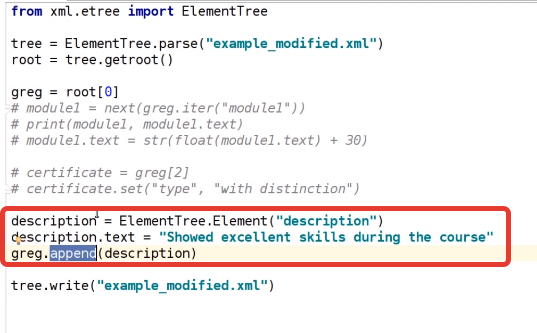 from xml.etree import ElementTree
tree = ElementTree.parse("example_modified.xml")
root = tree.getroot()
greg = root[0]
# module1 = next(greg.iter("module1"))
# print(module1, module1.text)
# module1.text = str(float(module1.text) + 30)
# certificate = greg[2]
# certificate.set("type", "with distinction")
description = ElementTree.Element("description")
description.text = "Showed excellent skills during the course"
greg.append(description)
tree.write("example_modified.xml")